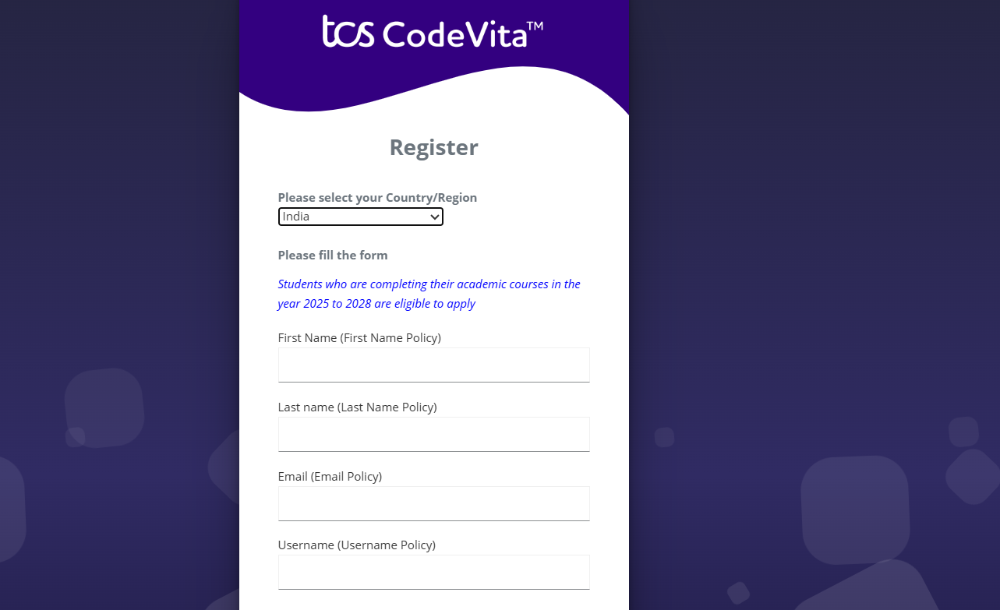 tcs CodeVita™
Register
Please select your Country/Region
India
Please fill the form
Students who are completing their academic courses in the
year 2025 to 2028 are eligible to apply
First Name (First Name Policy)
Last name (Last Name Policy)
Email (Email Policy)
Username (Username Policy)